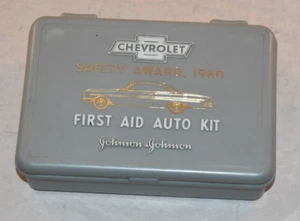 CHEVROLET
SAFETY AWARD, 1960
FIRST AID AUTO KIT
Johnson & Johnson